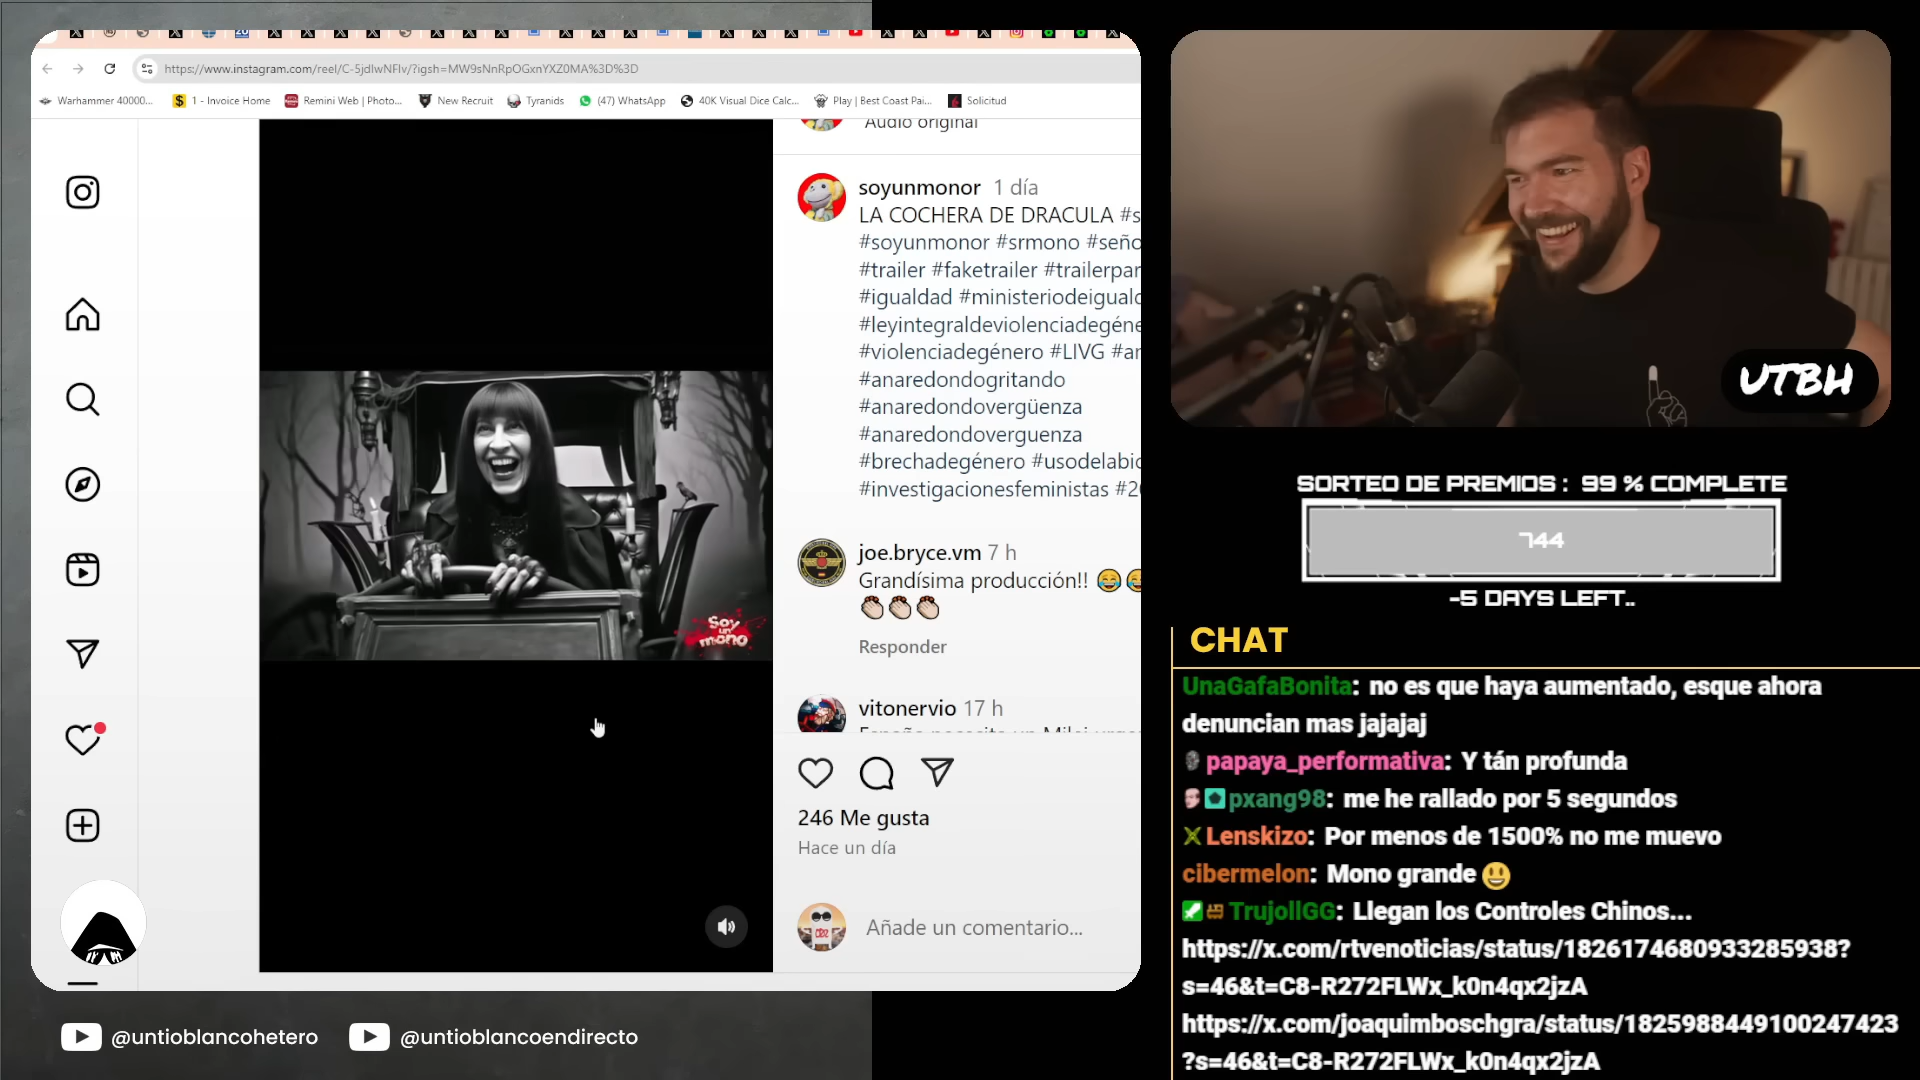 https://www.instagram.com/reel/C-5jdlwNFlv/?igsh=MW9sNnRpOGxnYXZ0MA%3D%3D
Warhammer 40000...
1 - Invoice Home
Remini Web | Photo...
New Recruit
Tyranids
(47) WhatsApp
40K Visual Dice Calc...
Play | Best Coast Pai...
Solicitud
Audio original
soyunmonor 1 día
LA COCHERA DE DRACULA #s
#soyunmonor #srmono #seño
#trailer #faketrailer #trailerpar
#igualdad #ministeriodeigualc
#leyintegraldeviolenciadegéne
#violenciadegénero #LIVG #ar
#anaredondogritando
#anaredondovergüenza
#anaredondoverguenza
#brechadegénero #usodelabic
#investigacionesfeministas #20
joe.bryce.vm 7 h
Grandísima producción!! 😂😂
👏🏻👏🏻👏🏻
Responder
vitonervio 17 h
246 Me gusta
Hace un día
Añade un comentario...
Soy
un
mono
@untioblancohetero
@untioblancoendirecto
UTBH
SORTEO DE PREMIOS : 99 % COMPLETE
744
-5 DAYS LEFT..
CHAT
UnaGafaBonita: no es que haya aumentado, esque ahora
denuncian mas jajajaj
papaya_performativa: Y tán profunda
pxang98: me he rallado por 5 segundos
Lenskizo: Por menos de 1500% no me muevo
cibermelon: Mono grande 😃
TrujollGG: Llegan los Controles Chinos...
https://x.com/rtvenoticias/status/1826174680933285938?
s=46&t=C8-R272FLWx_k0n4qx2jzA
https://x.com/joaquimboschgra/status/1825988449100247423
?s=46&t=C8-R272FLWx_k0n4qx2jzA